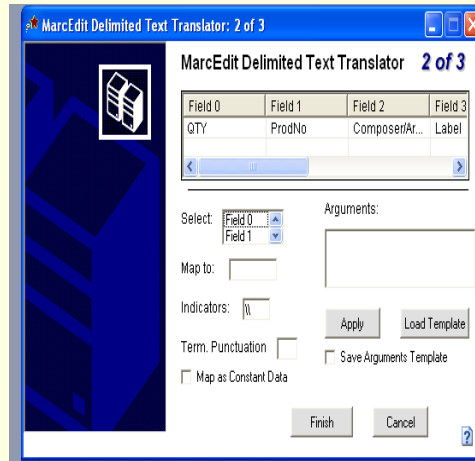 MarcEdit Delimited Text Translator: 2 of 3
MarcEdit Delimited Text Translator 2 of 3
Field 0 Field 1 Field 2 Field 3
QTY ProdNo Composer/Ar... Label
Select: Field 0
Field 1
Arguments:
Map to:
Indicators: \\
Apply Load Template
Term. Punctuation
Save Arguments Template
Map as Constant Data
Finish Cancel
?